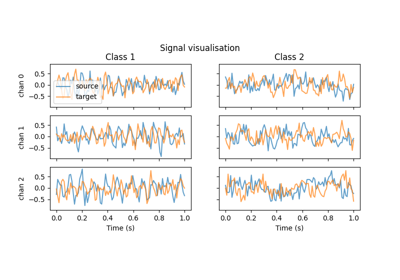 Signal visualisation
Class 1
Class 2
chan 0
0.5
0.0
−0.5
source
target
chan 1
0.5
0.0
−0.5
chan 2
0.5
0.0
−0.5
0.0 0.2 0.4 0.6 0.8 1.0
0.0 0.2 0.4 0.6 0.8 1.0
Time (s)
Time (s)